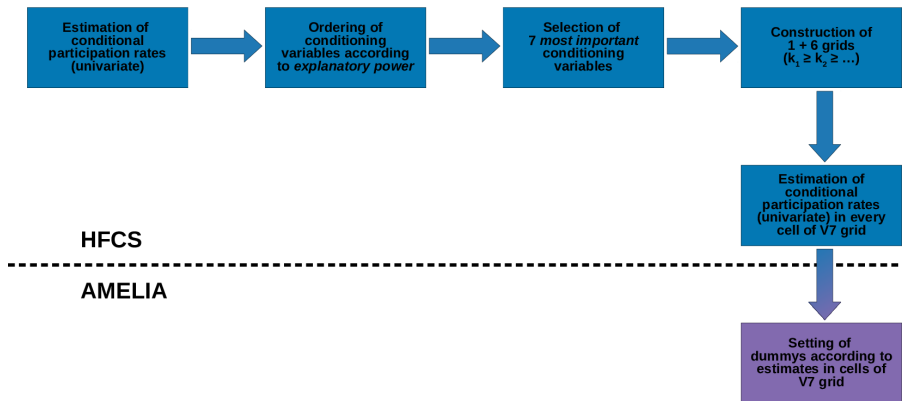 Estimation of
conditional
participation rates
(univariate)
Ordering of
conditioning
variables according
to explanatory power
Selection of
7 most important
conditioning
variables
Construction of
1 + 6 grids
(k₁ ≥ k₂ ≥ …)
Estimation of
conditional
participation rates
(univariate) in every
cell of V7 grid
HFCS
AMELIA
Setting of
dummys according to
estimates in cells of
V7 grid